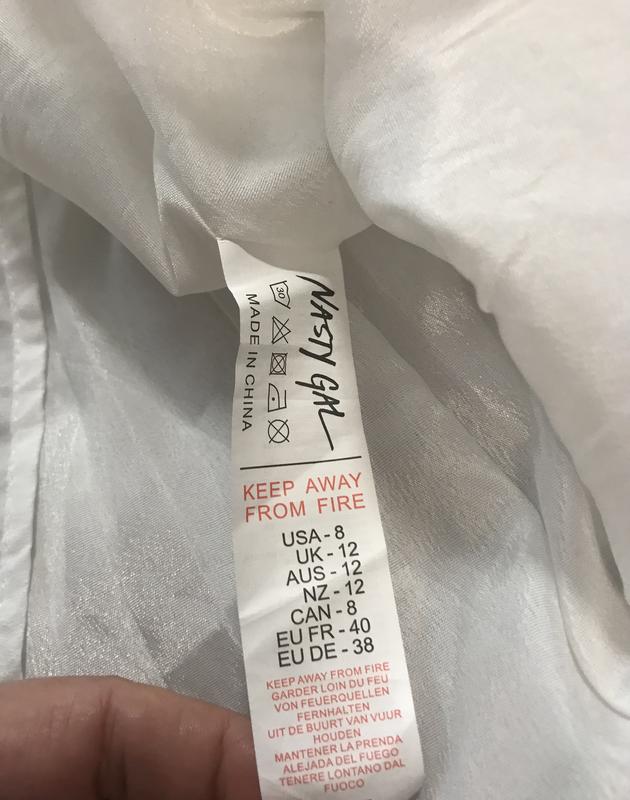 NASTY GAL
30
MADE IN CHINA
KEEP AWAY
FROM FIRE
USA - 8
UK - 12
AUS - 12
NZ - 12
CAN - 8
EU FR - 40
EU DE - 38
KEEP AWAY FROM FIRE
GARDER LOIN DU FEU
VON FEUERQUELLEN
FERNHALTEN
UIT DE BUURT VAN VUUR
HOUDEN
MANTENER LA PRENDA
ALEJADA DEL FUEGO
TENERE LONTANO DAL
FUOCO